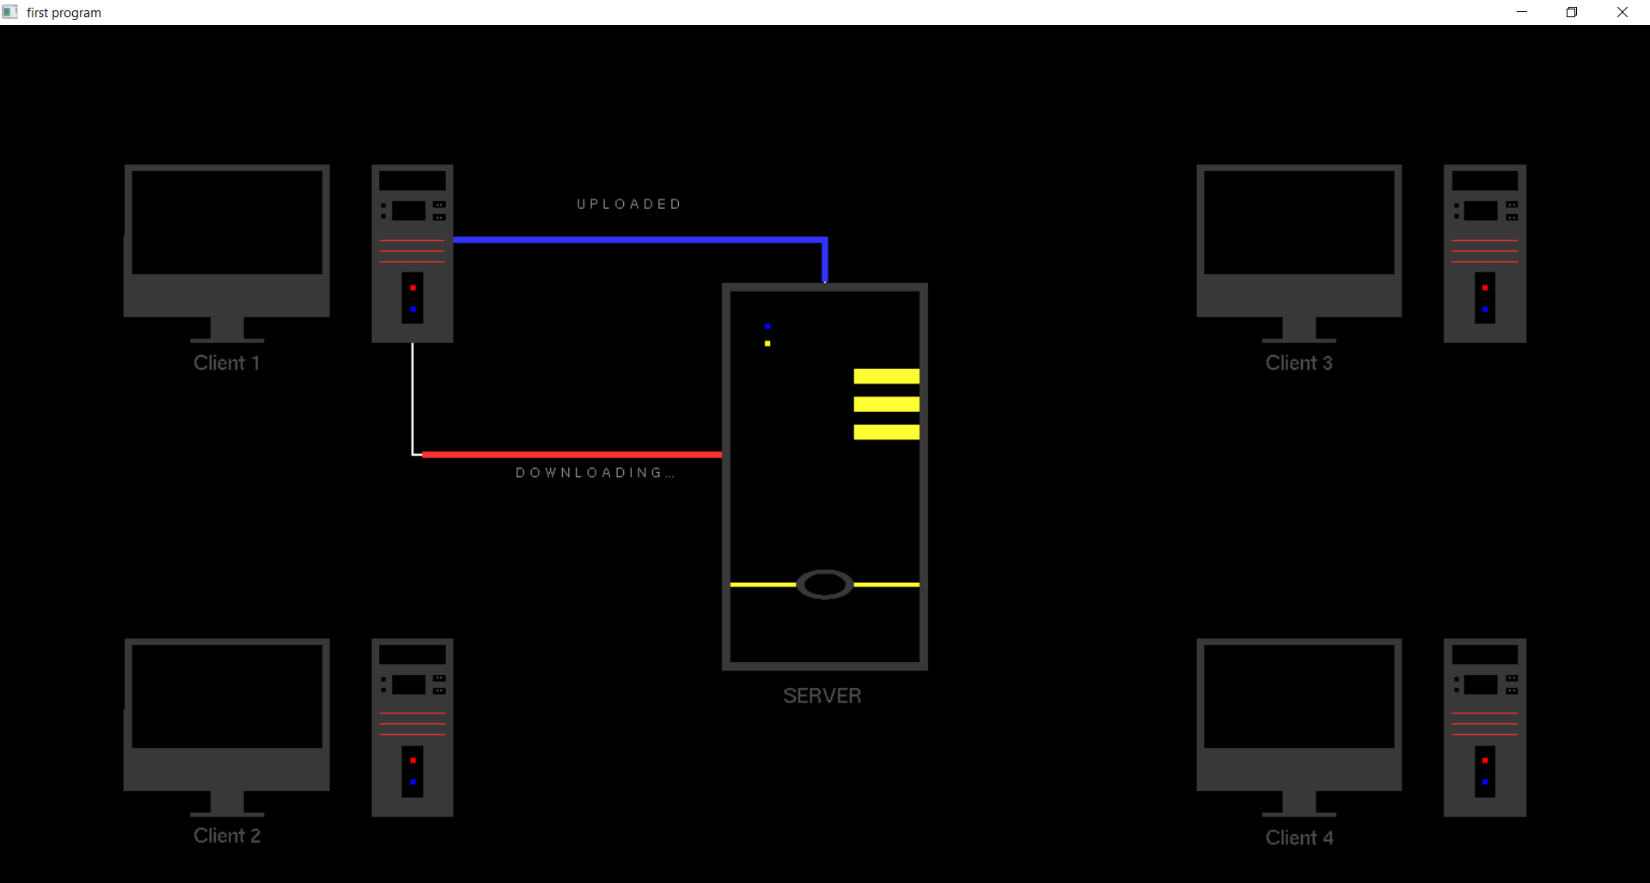 first program
UPLOADED
Client 1
Client 3
DOWNLOADING...
SERVER
Client 2
Client 4